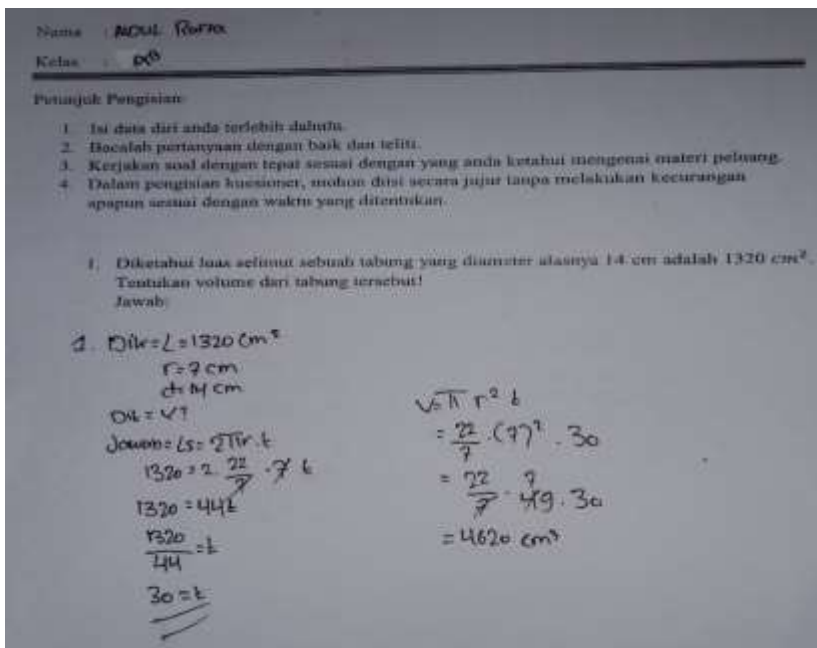 Nama :
Kelas :
Petunjuk Pengisian:
1. Isi data diri anda terlebih dahulu.
2. Bacalah pertanyaan dengan baik dan teliti.
3. Kerjakan soal dengan tepat sesuai dengan yang anda ketahui mengenai materi peluang.
4. Dalam pengisian kuesioner, mohon diisi secara jujur tanpa melakukan kecurangan
apapun sesuai dengan waktu yang ditentukan.
1. Diketahui luas selimut sebuah tabung yang diameter alasnya 14 cm adalah 1320 cm².
Tentukan volume dari tabung tersebut!
Jawab:
1. Dik = L = 1320 cm²
r = 7 cm
d = 14 cm
Dit = V?
Jawab = Ls = 2πr.t
1320 = 2 . 22/7 . 7 t
1320 = 44t
1320/44 = t
30 = t
V = π r² t
= 22/7 . (7)² . 30
= 22/7 . 49 7 . 30
= 4620 cm³